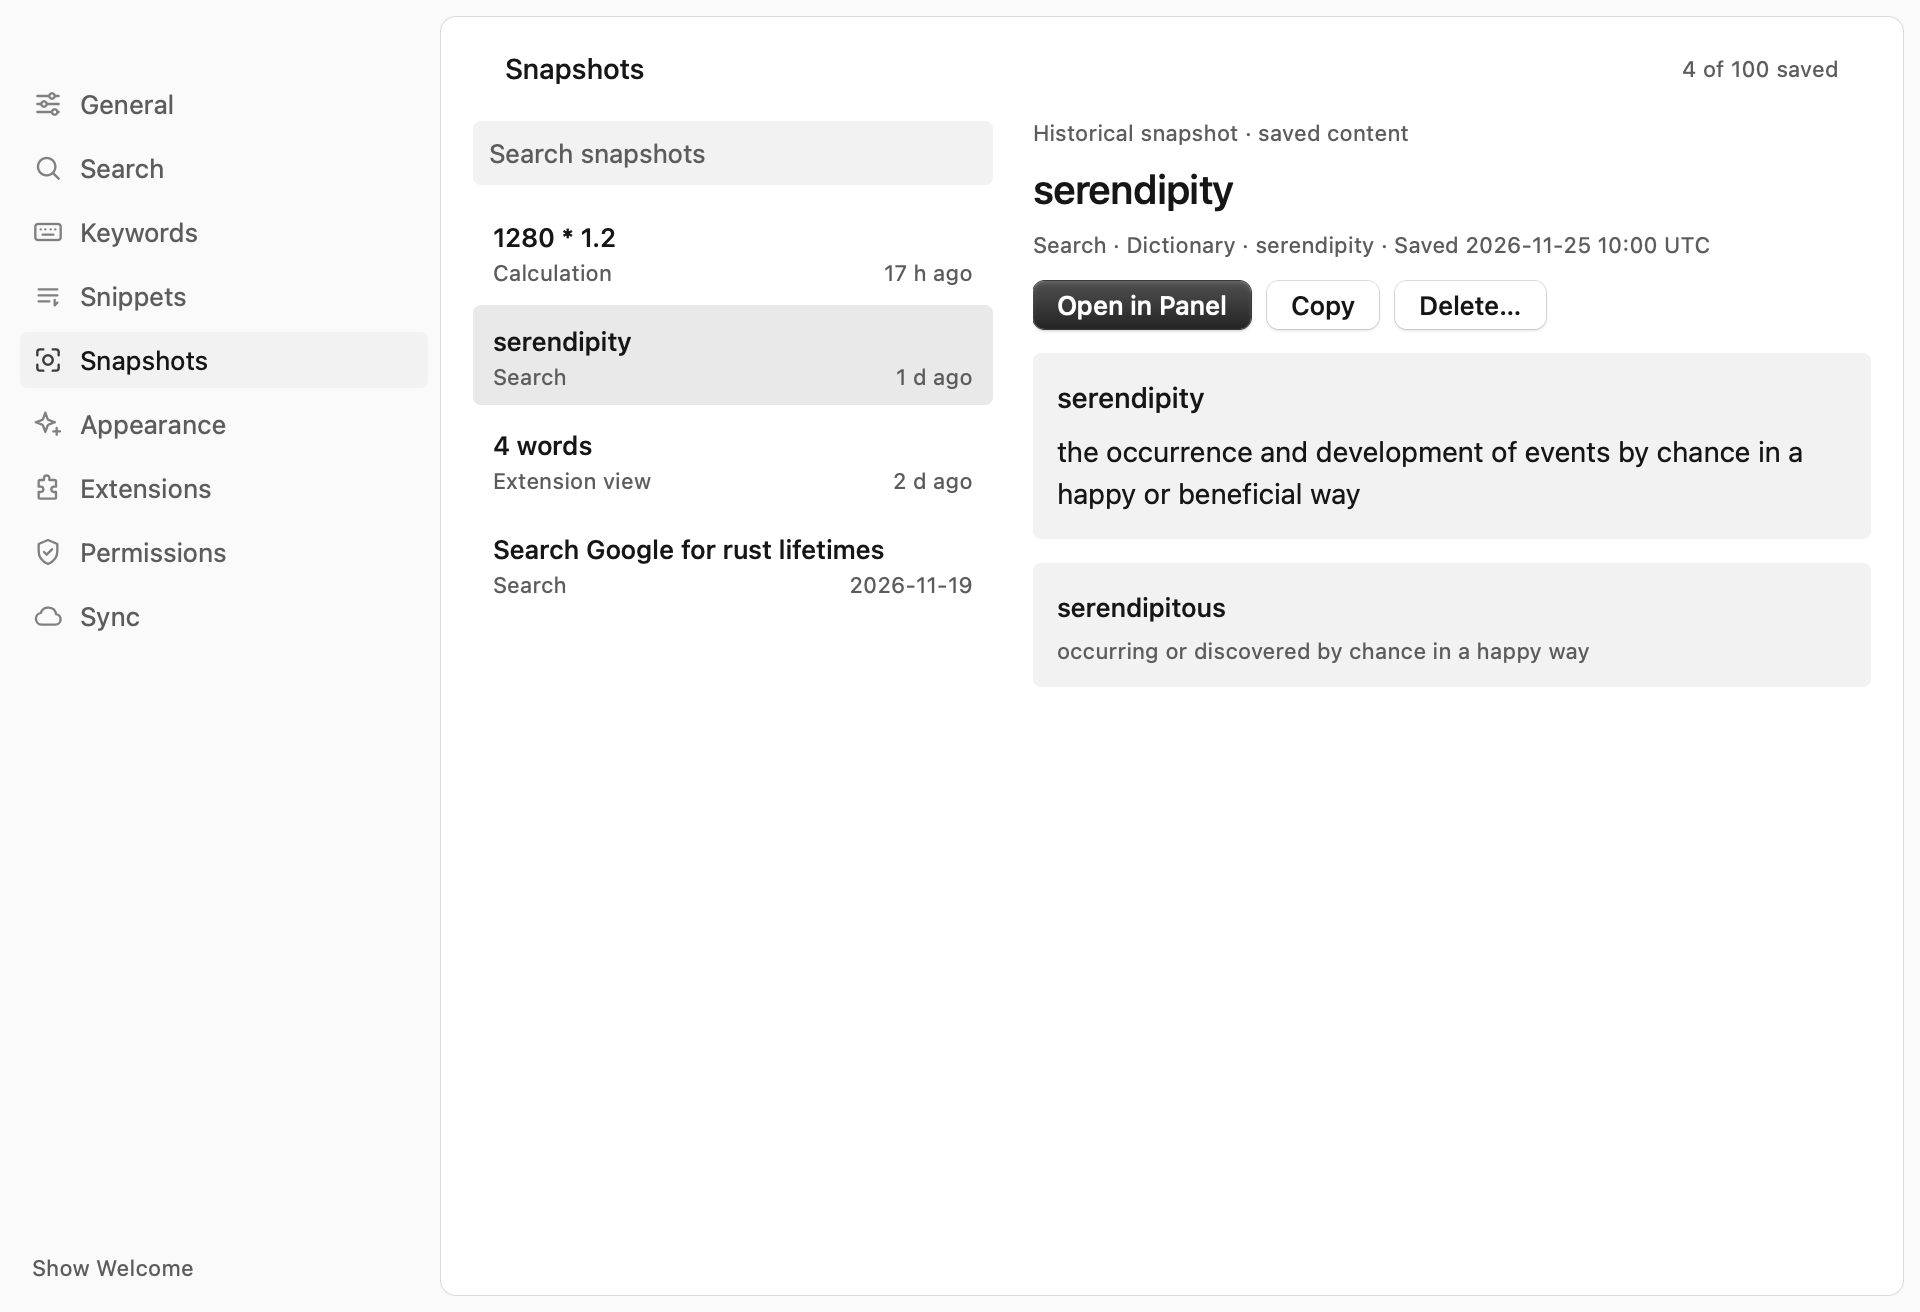 General
Search
Keywords
Snippets
Snapshots
Appearance
Extensions
Permissions
Sync
Show Welcome
Snapshots
4 of 100 saved
Search snapshots
1280 * 1.2
Calculation
17 h ago
serendipity
Search
1 d ago
4 words
Extension view
2 d ago
Search Google for rust lifetimes
Search
2026-11-19
Historical snapshot · saved content
serendipity
Search · Dictionary · serendipity · Saved 2026-11-25 10:00 UTC
Open in Panel
Copy
Delete...
serendipity
the occurrence and development of events by chance in a
happy or beneficial way
serendipitous
occurring or discovered by chance in a happy way